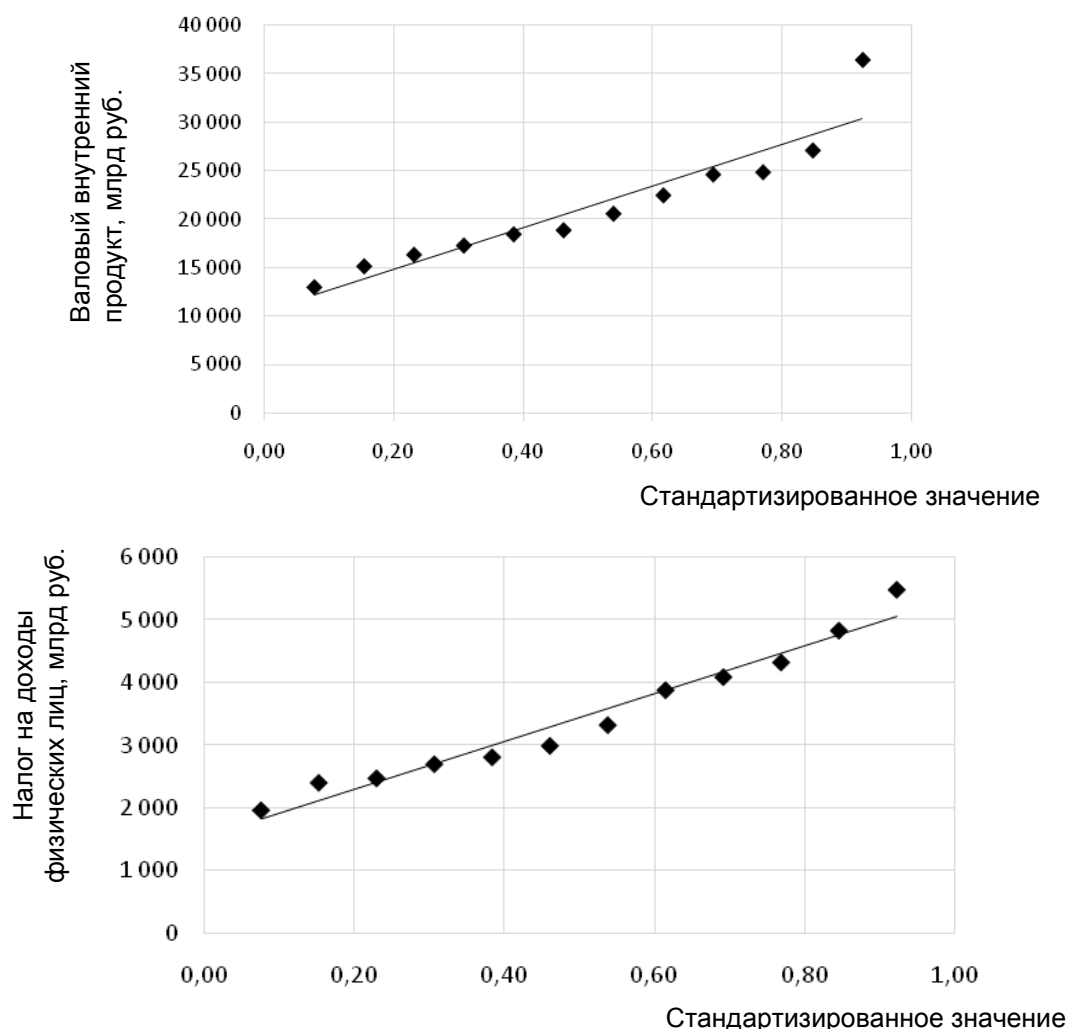 40 000
35 000
30 000
25 000
20 000
15 000
10 000
5 000
0
Валовый внутренний
продукт, млрд руб.
0,00 0,20 0,40 0,60 0,80 1,00
Стандартизированное значение
6 000
5 000
4 000
3 000
2 000
1 000
0
Налог на доходы
физических лиц, млрд руб.
0,00 0,20 0,40 0,60 0,80 1,00
Стандартизированное значение